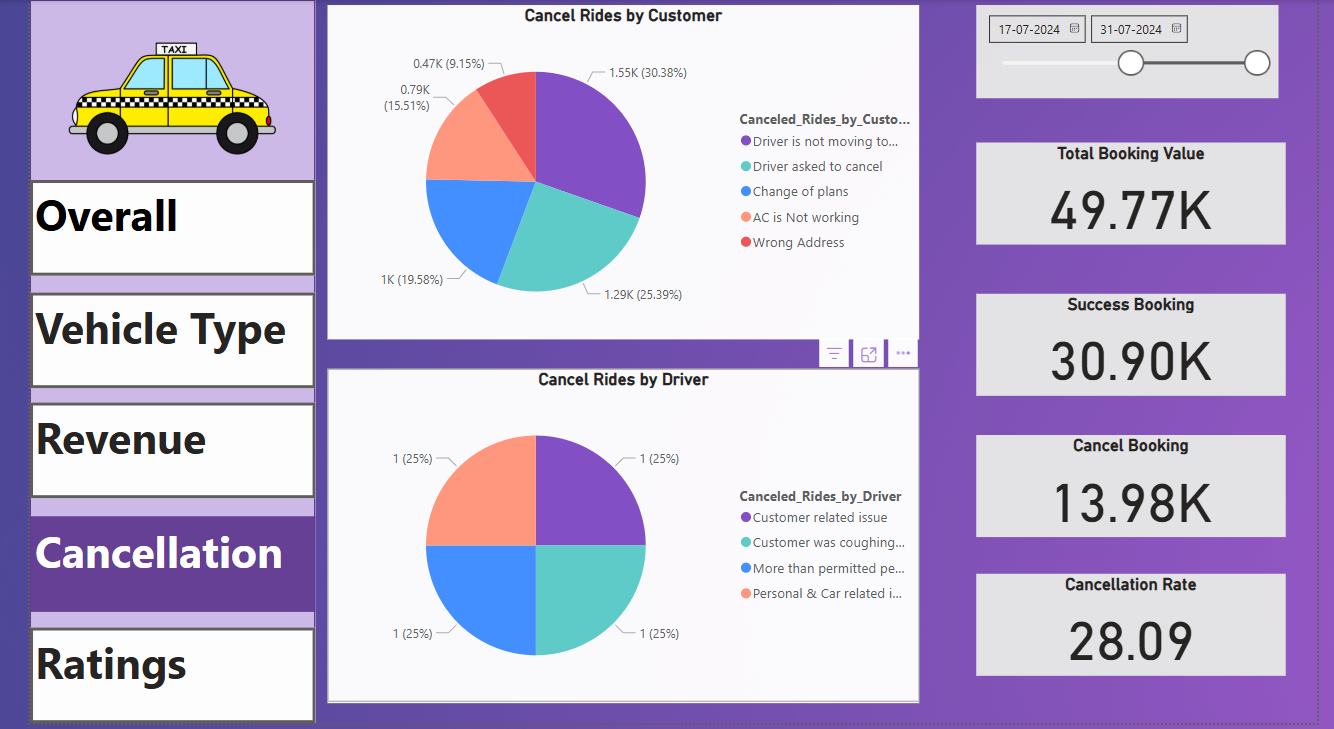 TAXI
Overall
Vehicle Type
Revenue
Cancellation
Ratings
Cancel Rides by Customer
0.47K (9.15%)
1.55K (30.38%)
0.79K
(15.51%)
1K (19.58%)
1.29K (25.39%)
Canceled_Rides_by_Custo...
Driver is not moving to...
Driver asked to cancel
Change of plans
AC is Not working
Wrong Address
Cancel Rides by Driver
1 (25%)
1 (25%)
1 (25%)
1 (25%)
Canceled_Rides_by_Driver
Customer related issue
Customer was coughing...
More than permitted pe...
Personal & Car related i...
17-07-2024
31-07-2024
Total Booking Value
49.77K
Success Booking
30.90K
Cancel Booking
13.98K
Cancellation Rate
28.09